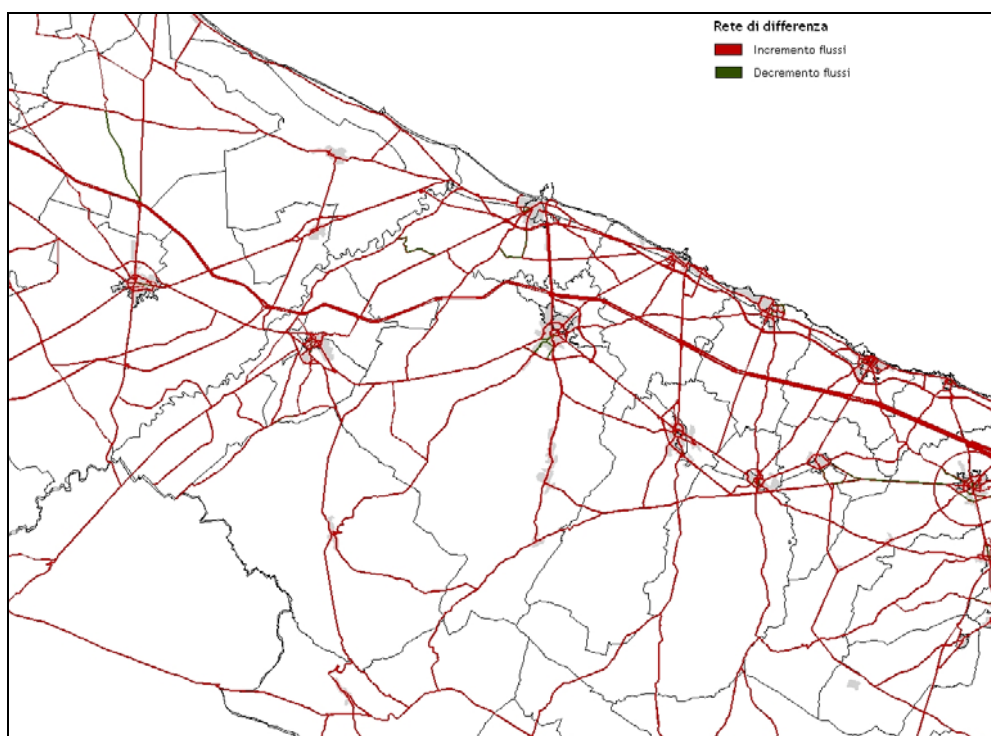 Rete di differenza
Incremento flussi
Decremento flussi